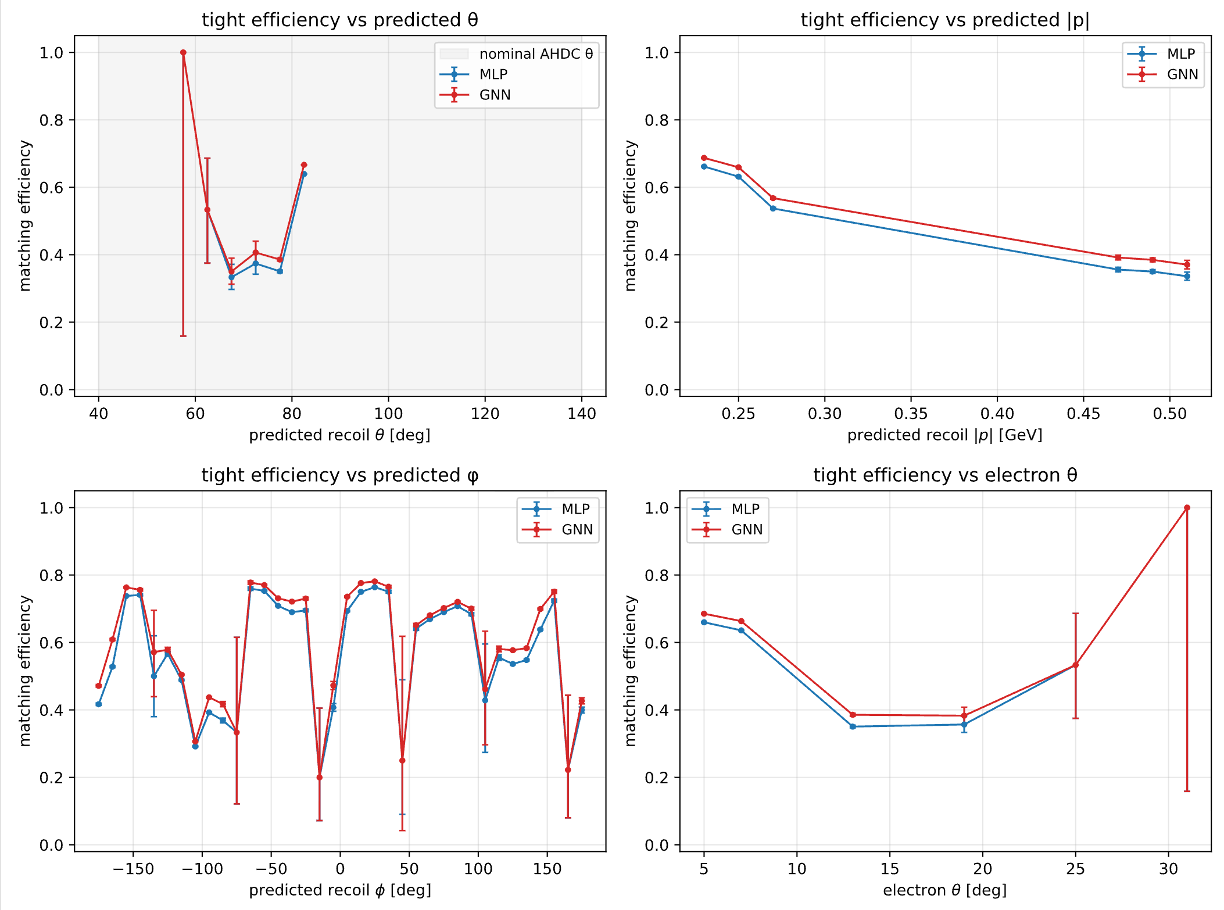 tight efficiency vs predicted θ
matching efficiency
1.0
0.8
0.6
0.4
0.2
0.0
40
60
80
100
120
140
predicted recoil θ [deg]
nominal AHDC θ
MLP
GNN
tight efficiency vs predicted |p|
matching efficiency
1.0
0.8
0.6
0.4
0.2
0.0
0.25
0.30
0.35
0.40
0.45
0.50
predicted recoil |p| [GeV]
MLP
GNN
tight efficiency vs predicted φ
matching efficiency
1.0
0.8
0.6
0.4
0.2
0.0
−150
−100
−50
0
50
100
150
predicted recoil ϕ [deg]
MLP
GNN
tight efficiency vs electron θ
matching efficiency
1.0
0.8
0.6
0.4
0.2
0.0
5
10
15
20
25
30
electron θ [deg]
MLP
GNN